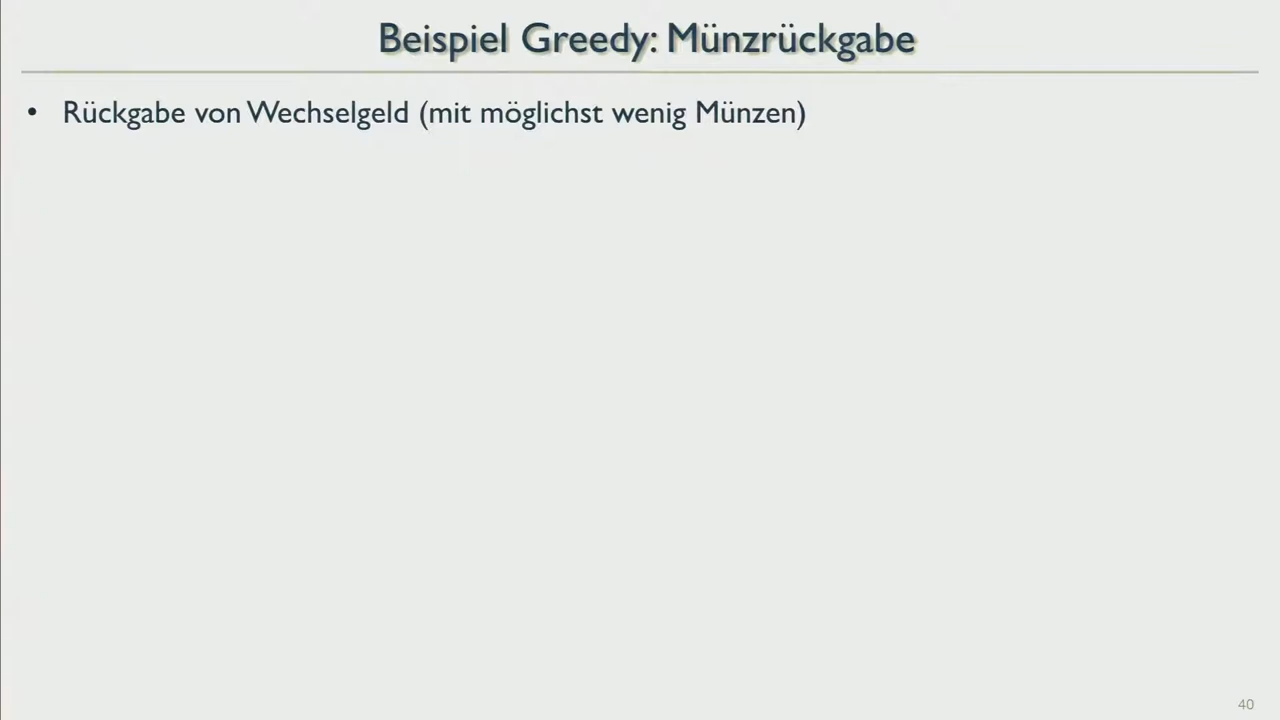 Beispiel Greedy: Münzrückgabe
• Rückgabe von Wechselgeld (mit möglichst wenig Münzen)
40